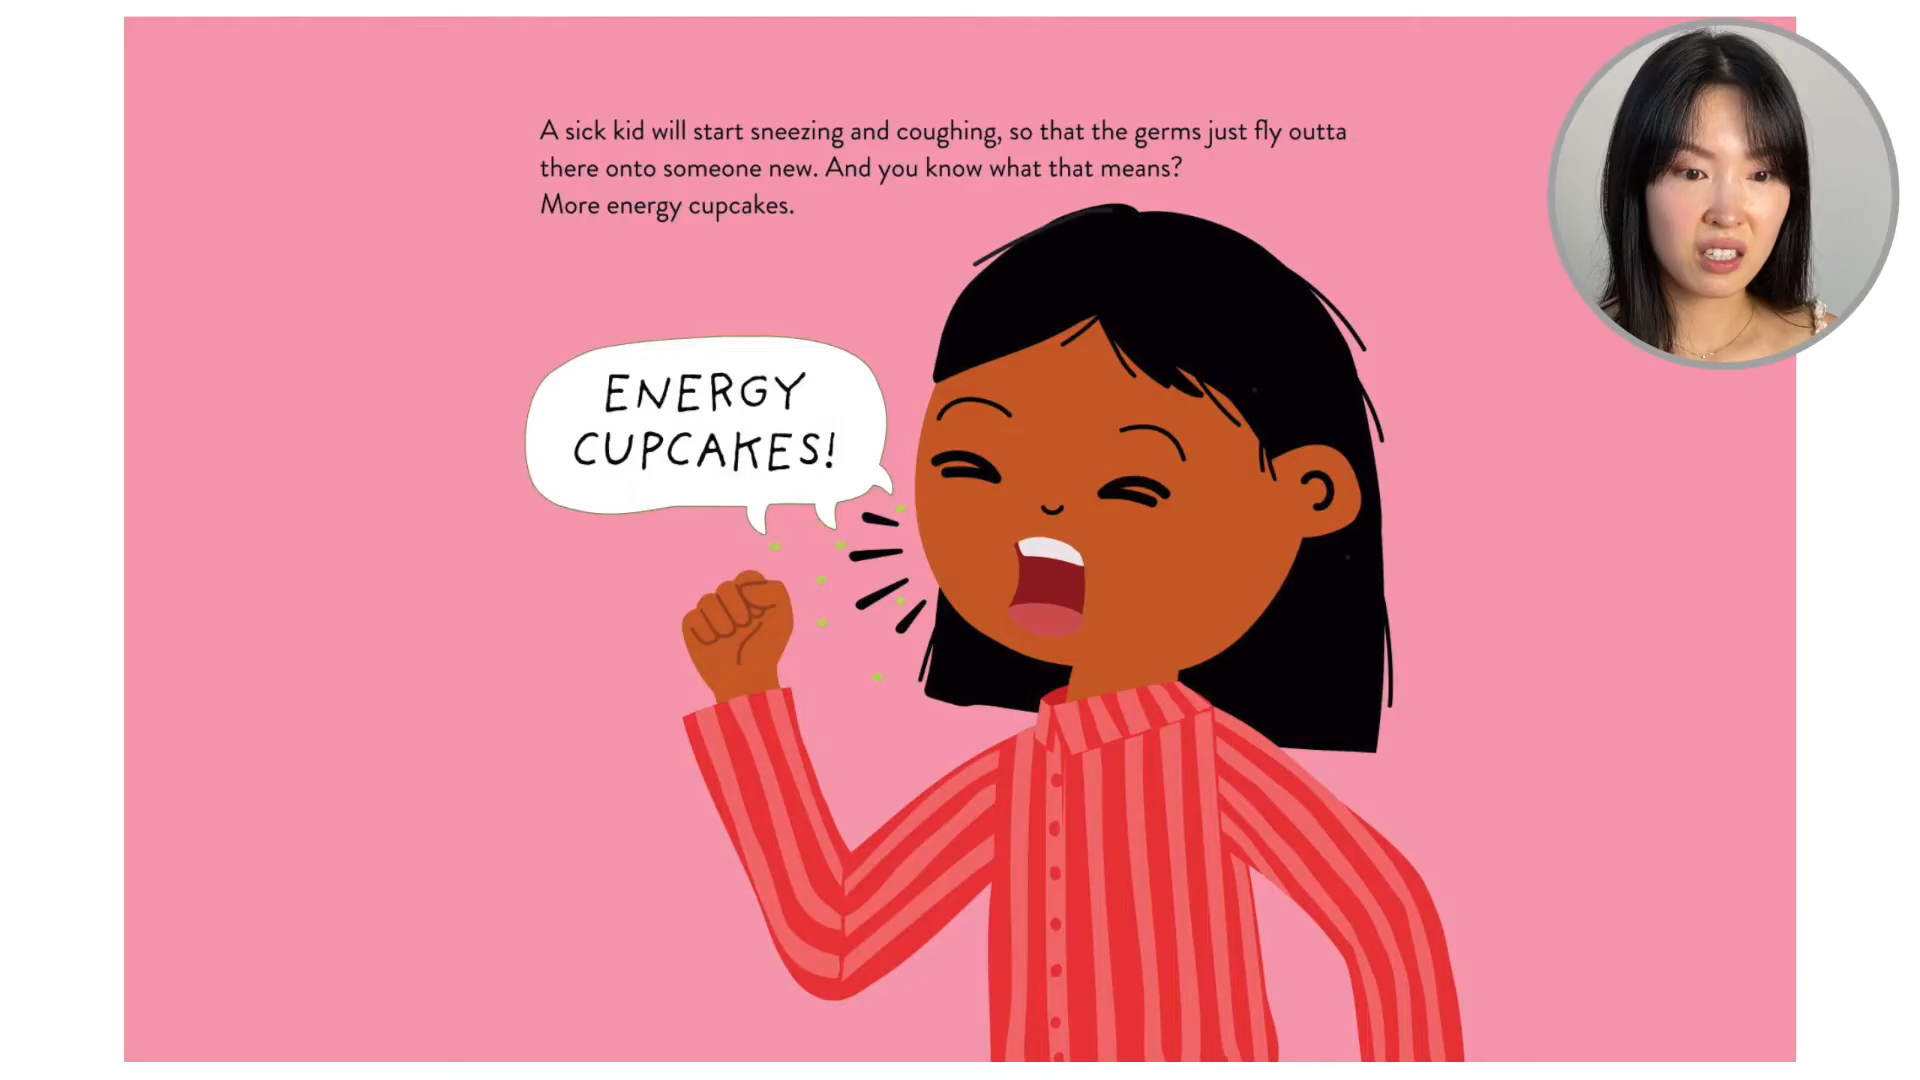 A sick kid will start sneezing and coughing, so that the germs just fly outta
there onto someone new. And you know what that means?
More energy cupcakes.
ENERGY
CUPCAKES!